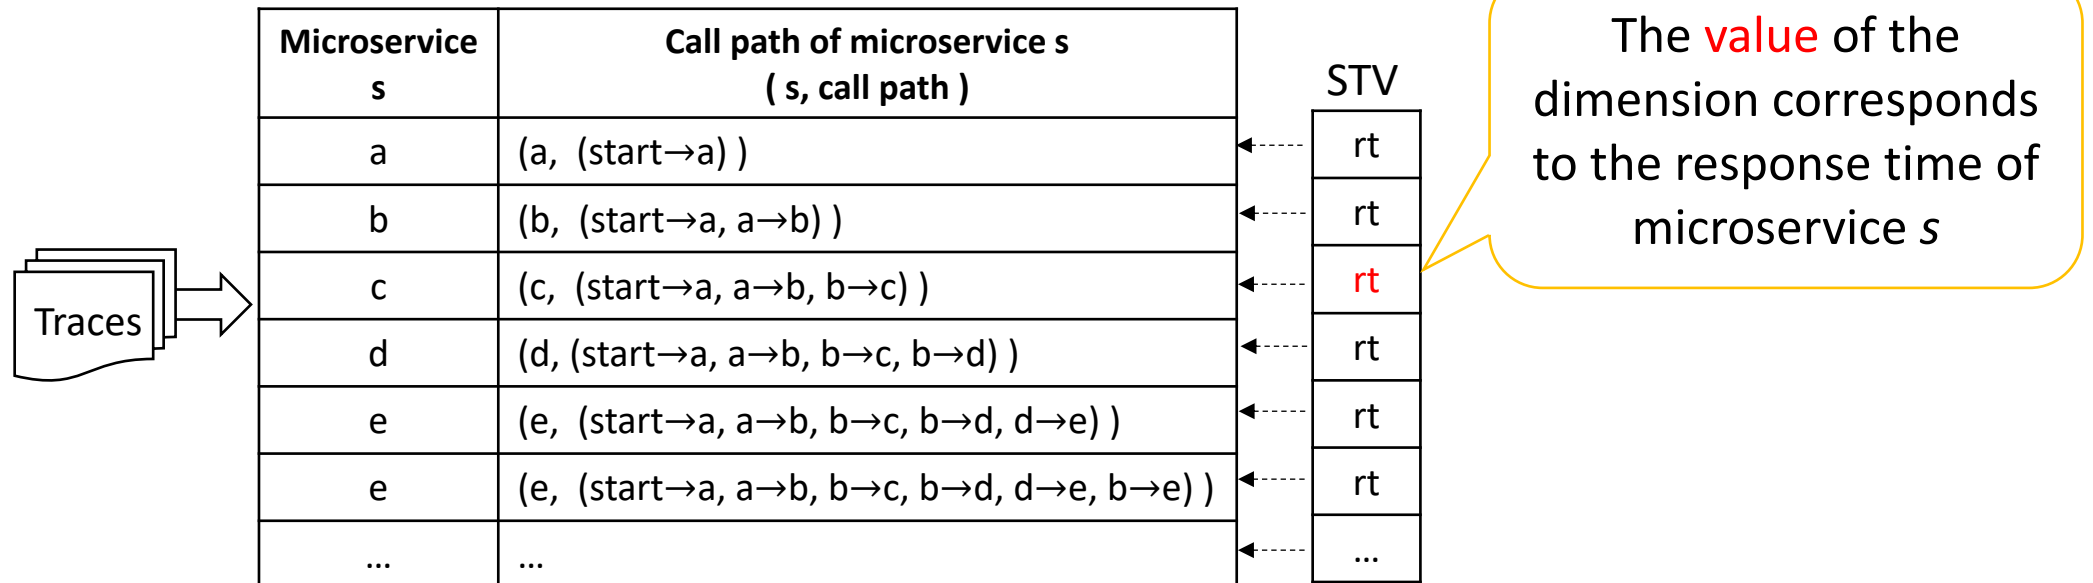 Microservice s
Call path of microservice s
( s, call path )
a
(a, (start→a) )
b
(b, (start→a, a→b) )
c
(c, (start→a, a→b, b→c) )
d
(d, (start→a, a→b, b→c, b→d) )
e
(e, (start→a, a→b, b→c, b→d, d→e) )
e
(e, (start→a, a→b, b→c, b→d, d→e, b→e) )
...
...
Traces
STV
rt
rt
rt
rt
rt
rt
...
The value of the
dimension corresponds
to the response time of
microservice s